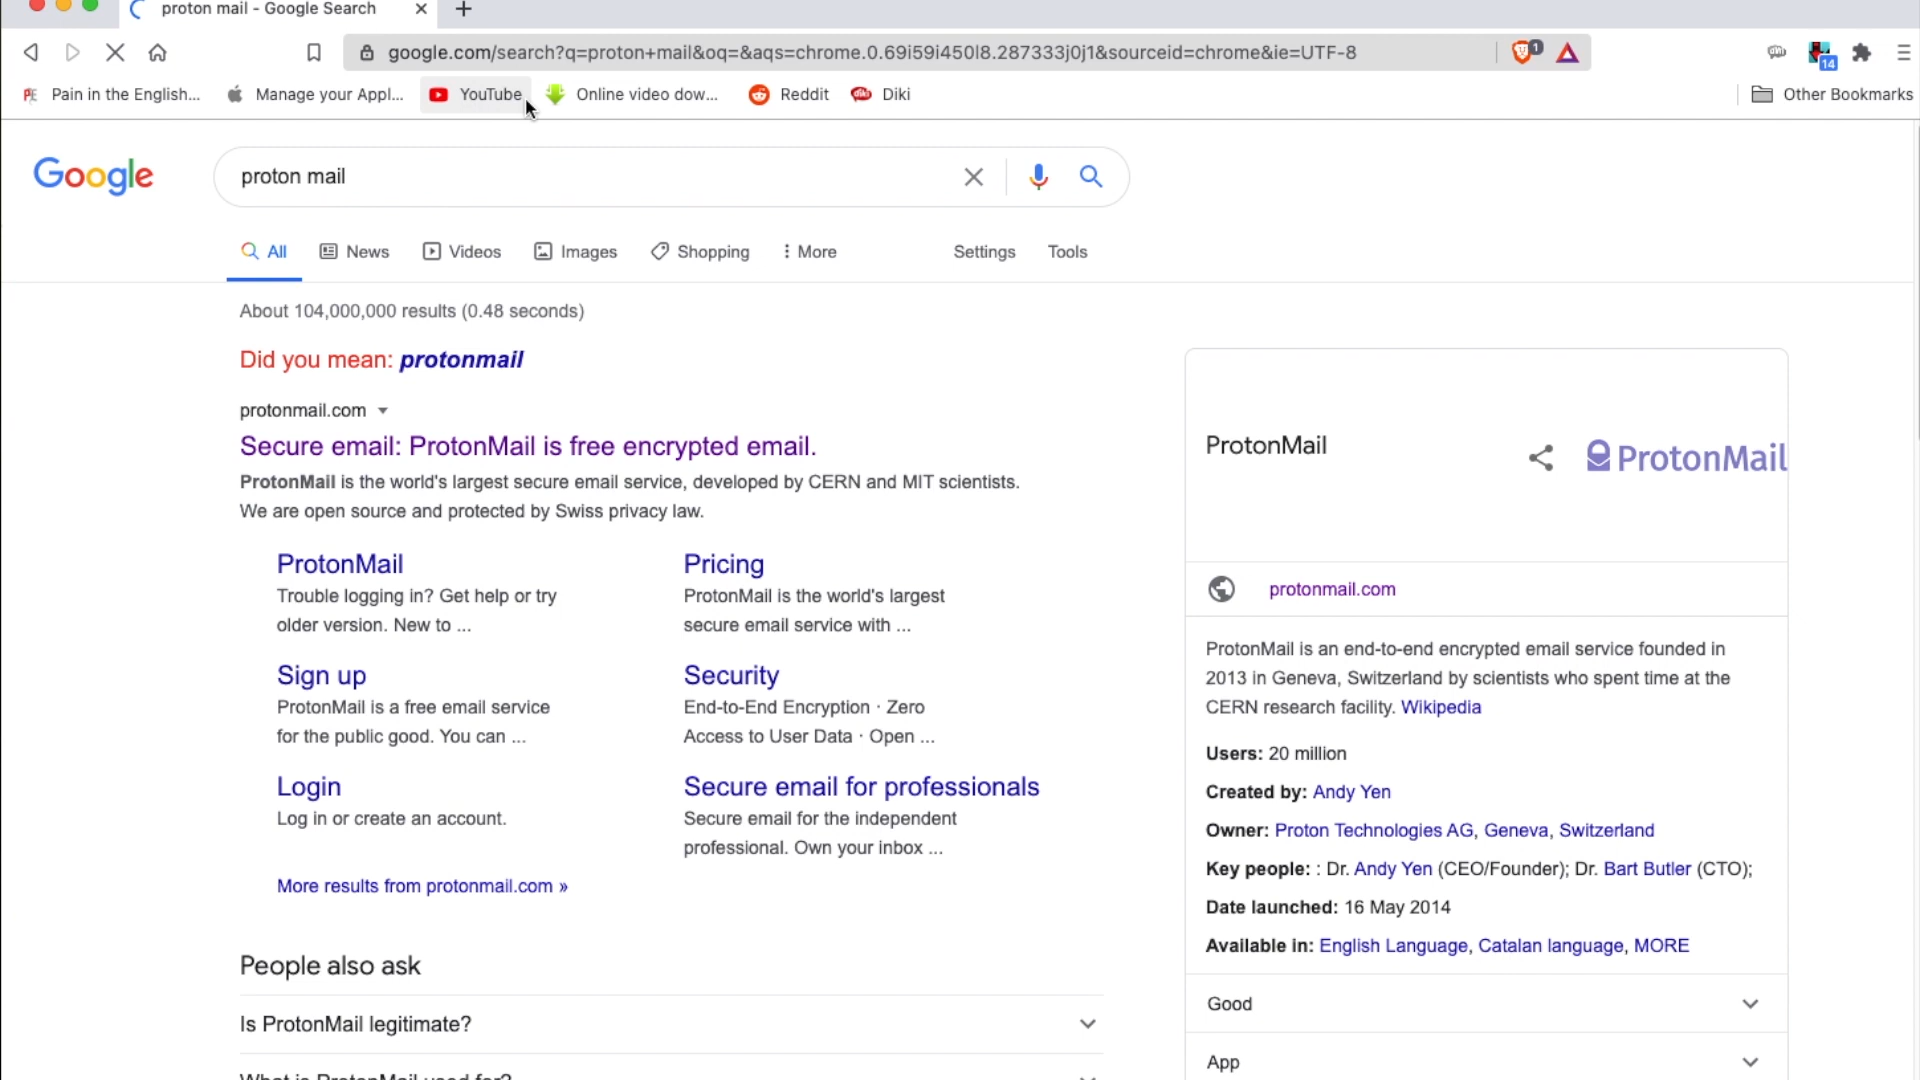 proton mail - Google Search
google.com/search?q=proton+mail&oq=&aqs=chrome.0.69i59i450l8.287333j0j1&sourceid=chrome&ie=UTF-8
1
14
Pain in the English... Manage your Appl... YouTube Online video dow... Reddit diki Diki Other Bookmarks
Google
proton mail
All News Videos Images Shopping More Settings Tools
About 104,000,000 results (0.48 seconds)
Did you mean: protonmail
protonmail.com
Secure email: ProtonMail is free encrypted email.
ProtonMail is the world's largest secure email service, developed by CERN and MIT scientists.
We are open source and protected by Swiss privacy law.
ProtonMail
Trouble logging in? Get help or try
older version. New to ...
Pricing
ProtonMail is the world's largest
secure email service with ...
Sign up
ProtonMail is a free email service
for the public good. You can ...
Security
End-to-End Encryption · Zero
Access to User Data · Open ...
Login
Log in or create an account.
Secure email for professionals
Secure email for the independent
professional. Own your inbox ...
More results from protonmail.com »
People also ask
Is ProtonMail legitimate?
What is ProtonMail used for?
ProtonMail
ProtonMail
protonmail.com
ProtonMail is an end-to-end encrypted email service founded in
2013 in Geneva, Switzerland by scientists who spent time at the
CERN research facility. Wikipedia
Users: 20 million
Created by: Andy Yen
Owner: Proton Technologies AG, Geneva, Switzerland
Key people: : Dr. Andy Yen (CEO/Founder); Dr. Bart Butler (CTO);
Date launched: 16 May 2014
Available in: English Language, Catalan language, MORE
Good
App